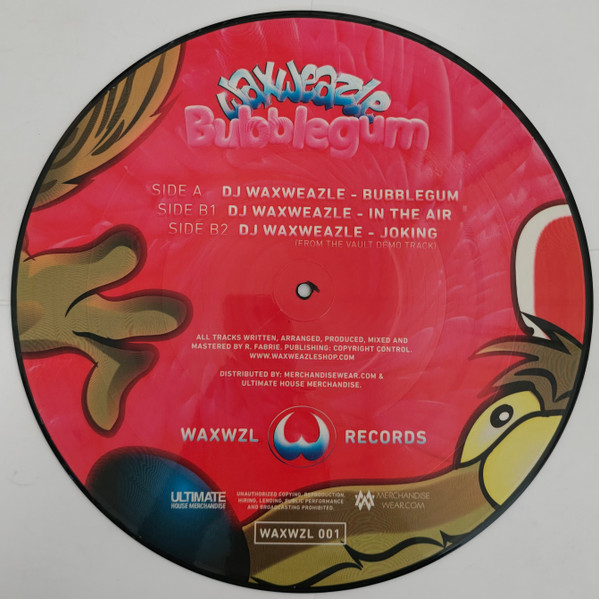 waxweazle
Bubblegum
SIDE A DJ WAXWEAZLE - BUBBLEGUM
SIDE B1 DJ WAXWEAZLE - IN THE AIR
SIDE B2 DJ WAXWEAZLE - JOKING
(FROM THE VAULT DEMO TRACK)
ALL TRACKS WRITTEN, ARRANGED, PRODUCED, MIXED AND
MASTERED BY R. FABRIE. PUBLISHING: COPYRIGHT CONTROL.
WWW.WAXWEAZLESHOP.COM
DISTRIBUTED BY: MERCHANDISEWEAR.COM &
ULTIMATE HOUSE MERCHANDISE.
WAXWZL RECORDS
ULTIMATE
HOUSE MERCHANDISE
UNAUTHORIZED COPYING, REPRODUCTION,
HIRING, LENDING, PUBLIC PERFORMANCE
AND BROADCASTING PROHIBITED.
MERCHANDISE
WEAR.COM
WAXWZL 001